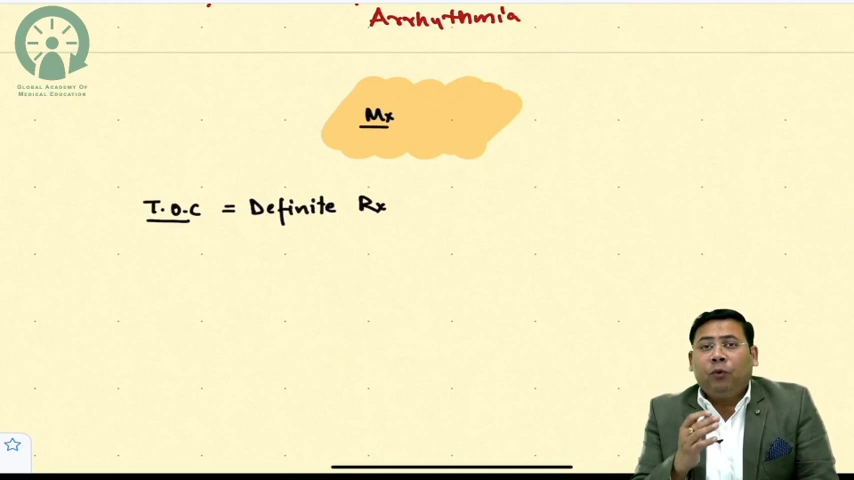 Arrhythmia
GLOBAL ACADEMY OF
MEDICAL EDUCATION
Mx
T.O.C = Definite Rx